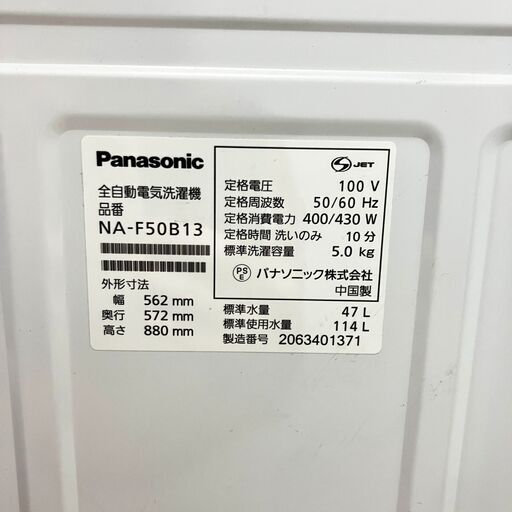 Panasonic
全自動電気洗濯機
品番
NA-F50B13
外形寸法
幅 562 mm
奥行 572 mm
高さ 880 mm
S JET
定格電圧 100 V
定格周波数 50/60 Hz
定格消費電力 400/430 W
定格時間 洗いのみ 10 分
標準洗濯容量 5.0 kg
PS E パナソニック株式会社
中国製
標準水量 47 L
標準使用水量 114 L
製造番号 2063401371